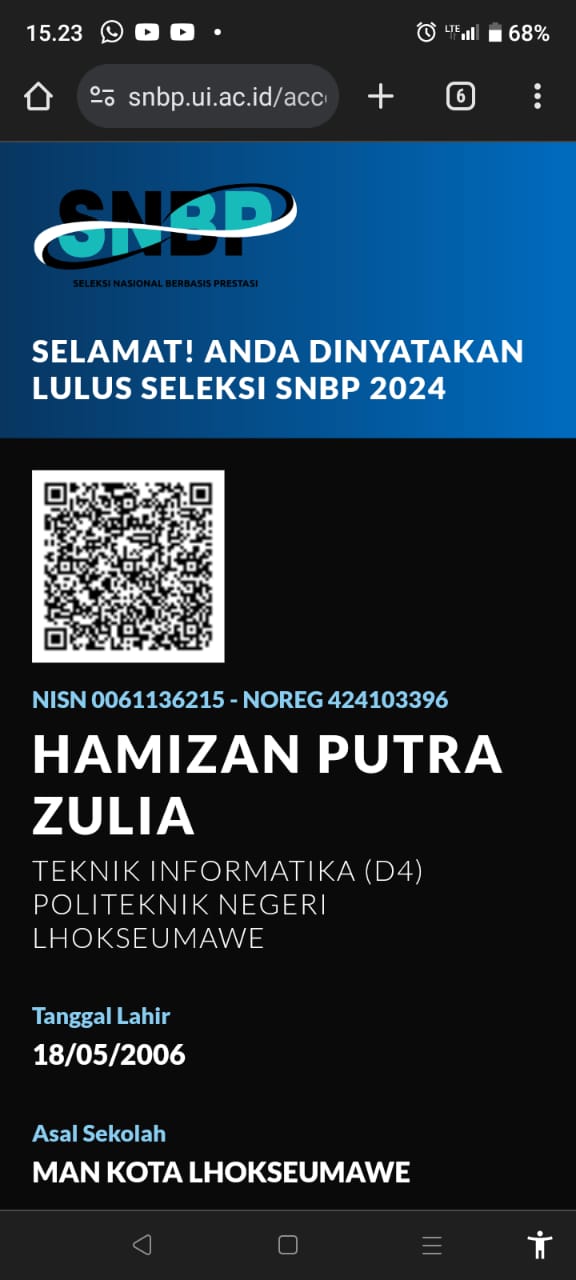 15.23
LTE
68%
snbp.ui.ac.id/acc
6
SNBP
SELEKSI NASIONAL BERBASIS PRESTASI
SELAMAT! ANDA DINYATAKAN
LULUS SELEKSI SNBP 2024
NISN 0061136215 - NOREG 424103396
HAMIZAN PUTRA
ZULIA
TEKNIK INFORMATIKA (D4)
POLITEKNIK NEGERI
LHOKSEUMAWE
Tanggal Lahir
18/05/2006
Asal Sekolah
MAN KOTA LHOKSEUMAWE